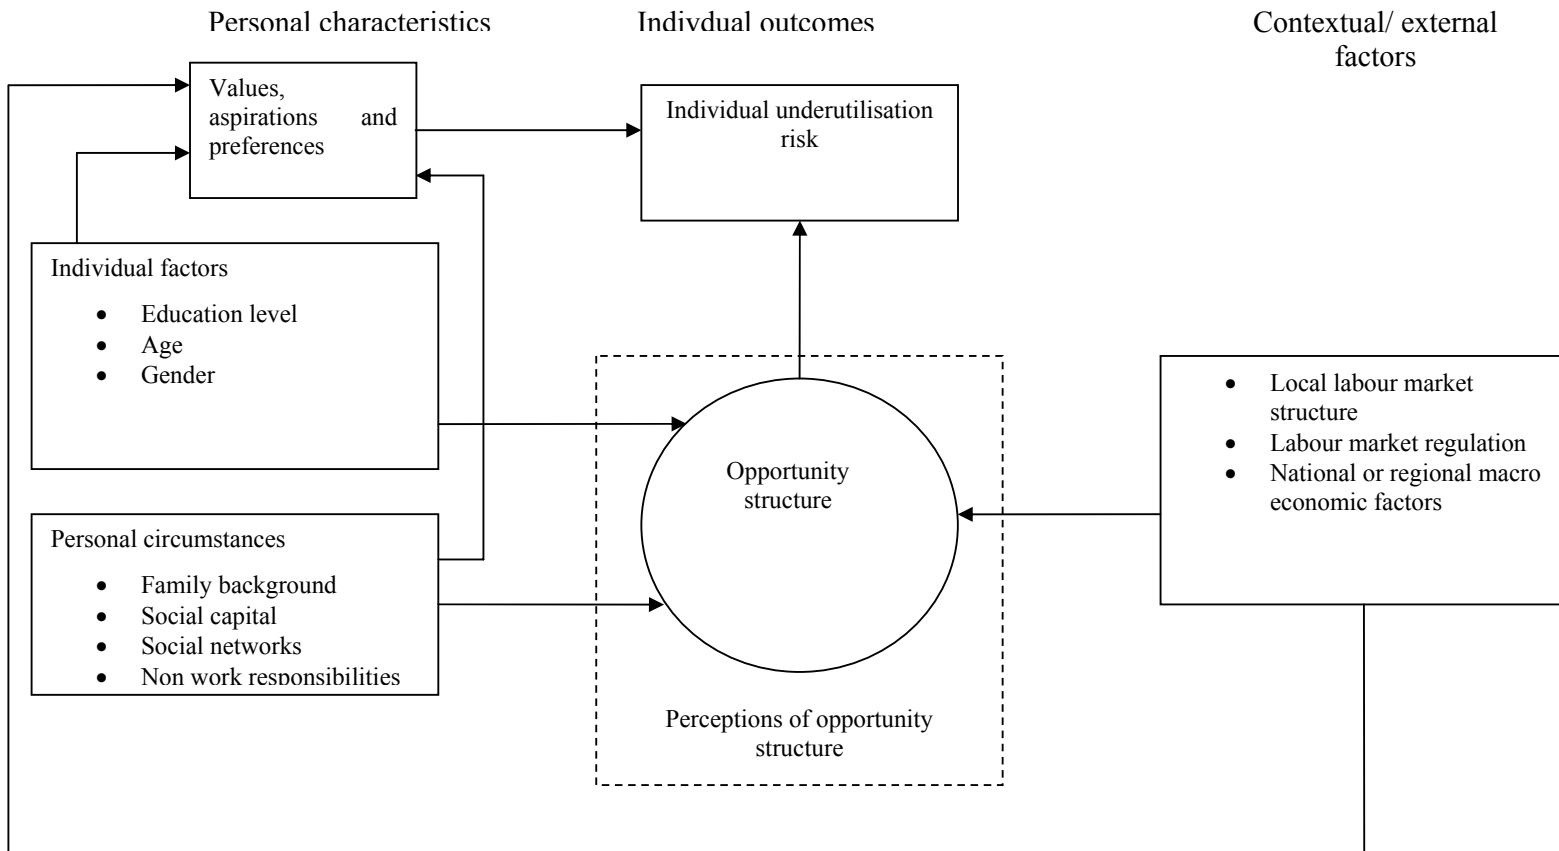 Personal characteristics
Indivdual outcomes
Contextual/ external
factors
Values,
aspirations and
preferences
Individual underutilisation
risk
Individual factors
• Education level
• Age
• Gender
Personal circumstances
• Family background
• Social capital
• Social networks
• Non work responsibilities
Opportunity
structure
Perceptions of opportunity
structure
• Local labour market
structure
• Labour market regulation
• National or regional macro
economic factors